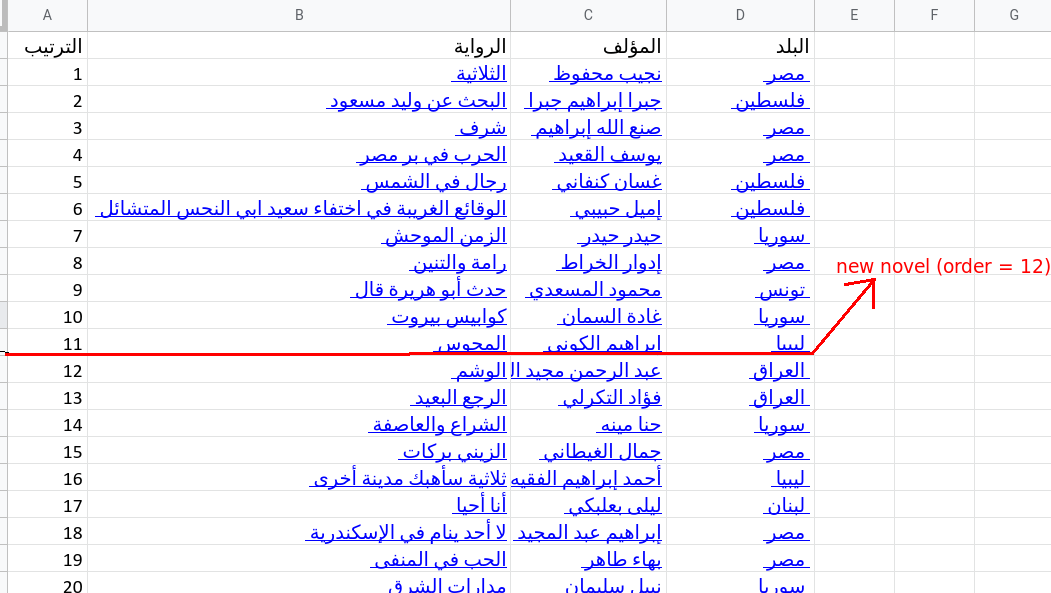 A B C D E F G
الترتيب الرواية المؤلف البلد
1 الثلاثية نجيب محفوظ مصر
2 البحث عن وليد مسعود جبرا إبراهيم جبرا فلسطين
3 شرف صنع الله إبراهيم مصر
4 الحرب في بر مصر يوسف القعيد مصر
5 رجال في الشمس غسان كنفاني فلسطين
6 الوقائع الغريبة في اختفاء سعيد ابي النحس المتشائل إميل حبيبي فلسطين
7 الزمن الموحش حيدر حيدر سوريا
8 رامة والتنين إدوار الخراط مصر
new novel (order = 12)
9 حدث أبو هريرة قال محمود المسعدي تونس
10 كوابيس بيروت غادة السمان سوريا
11 المجوس إبراهيم الكوني ليبيا
12 الوشم عبد الرحمن مجيد ال العراق
13 الرجع البعيد فؤاد التكرلي العراق
14 الشراع والعاصفة حنا مينه سوريا
15 الزيني بركات جمال الغيطاني مصر
16 ثلاثية سأهبك مدينة أخرى أحمد إبراهيم الفقيه ليبيا
17 أنا أحيا ليلى بعلبكي لبنان
18 لا أحد ينام في الإسكندرية إبراهيم عبد المجيد مصر
19 الحب في المنفى بهاء طاهر مصر
20 مدارات الشرق نبيل سليمان سوريا